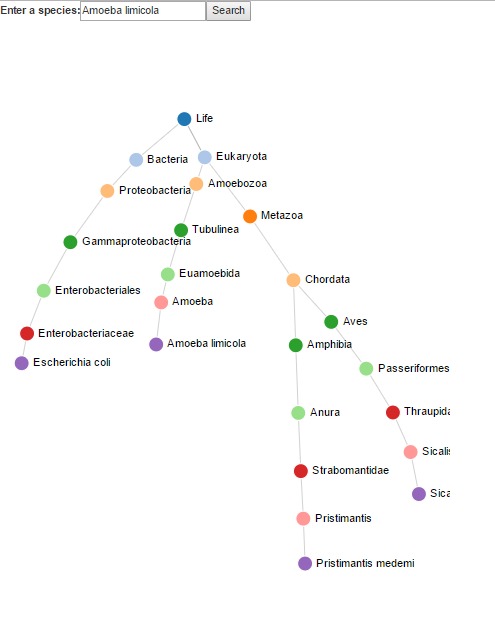 Enter a species: Amoeba limicola Search
Life
Bacteria
Eukaryota
Proteobacteria
Amoebozoa
Metazoa
Tubulinea
Gammaproteobacteria
Euamoebida
Chordata
Enterobacteriales
Amoeba
Aves
Enterobacteriaceae
Amoeba limicola
Amphibia
Escherichia coli
Passeriformes
Anura
Thraupida
Sicalis
Strabomantidae
Sica
Pristimantis
Pristimantis medemi